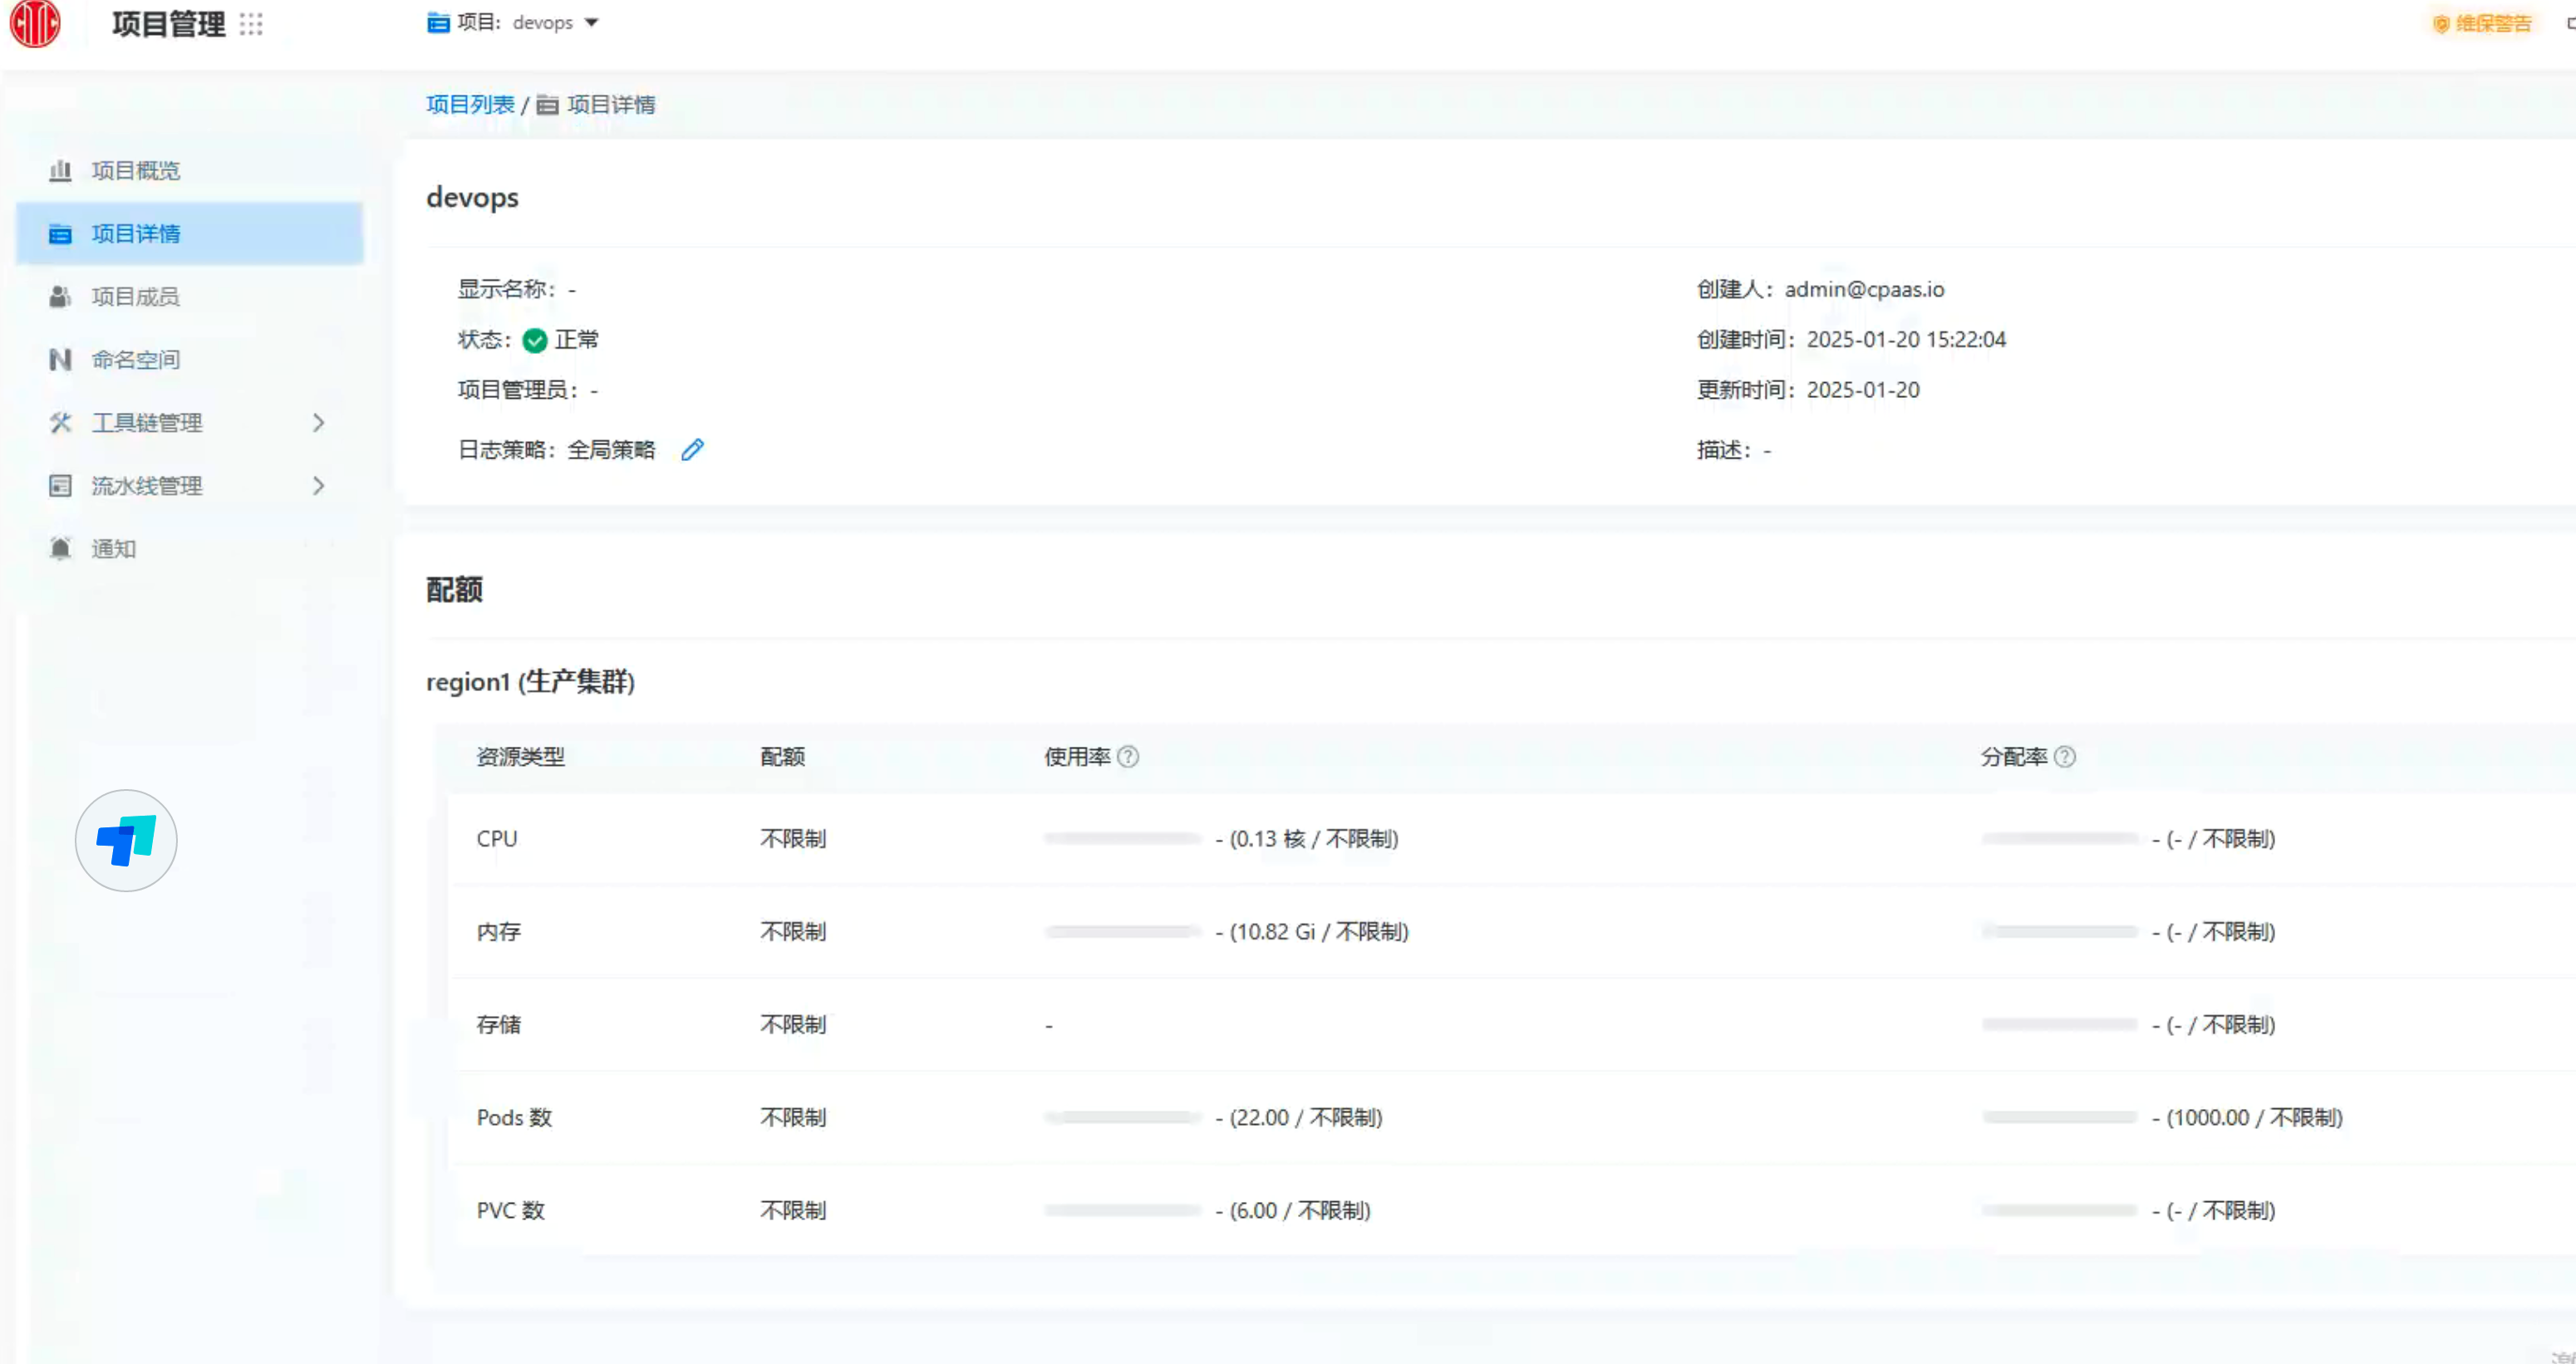 项目管理
项目: devops
维保警告
项目列表 / 项目详情
项目概览
项目详情
项目成员
命名空间
工具链管理
流水线管理
通知
devops
显示名称: -
创建人: admin@cpaas.io
状态: 正常
创建时间: 2025-01-20 15:22:04
项目管理员: -
更新时间: 2025-01-20
日志策略: 全局策略
描述: -
配额
region1 (生产集群)
资源类型 配额 使用率 ? 分配率 ?
CPU 不限制 - (0.13 核 / 不限制) - (- / 不限制)
内存 不限制 - (10.82 Gi / 不限制) - (- / 不限制)
存储 不限制 - - (- / 不限制)
Pods 数 不限制 - (22.00 / 不限制) - (1000.00 / 不限制)
PVC 数 不限制 - (6.00 / 不限制) - (- / 不限制)